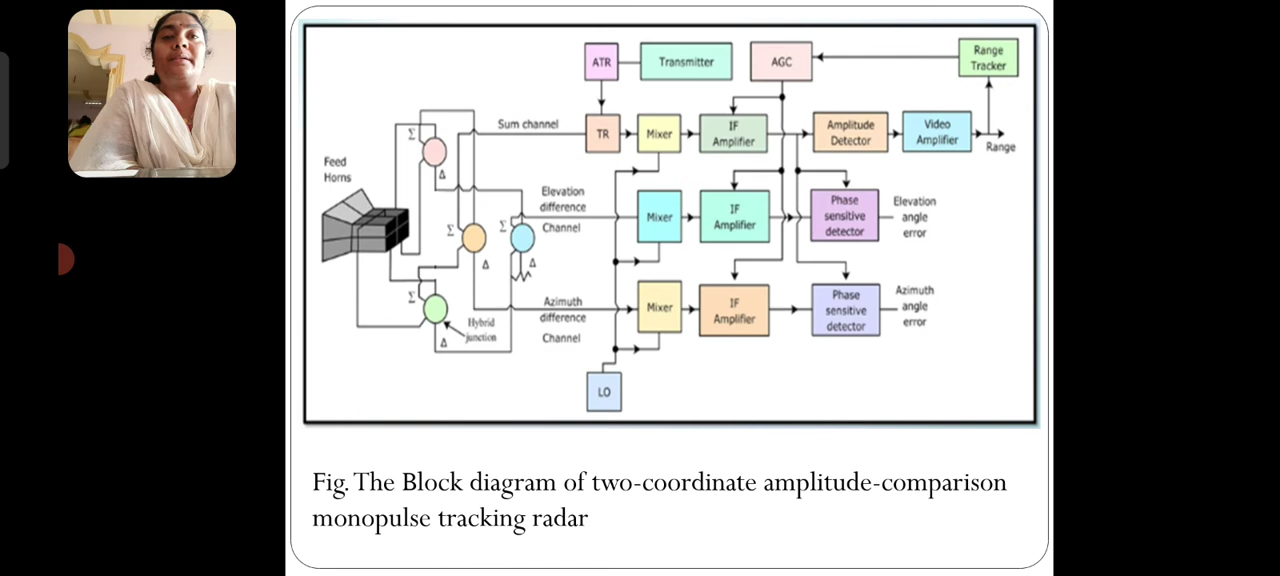 ATR
Transmitter
AGC
Range
Tracker
Σ
Sum channel
TR
Mixer
IF
Amplifier
Amplitude
Detector
Video
Amplifier
Range
Feed
Horns
Δ
Elevation
difference
Channel
Σ
Σ
Mixer
IF
Amplifier
Phase
sensitive
detector
Elevation
angle
error
Δ
Δ
Σ
Azimuth
difference
Channel
Mixer
IF
Amplifier
Phase
sensitive
detector
Azimuth
angle
error
Hybrid
junction
Δ
LO
Fig. The Block diagram of two-coordinate amplitude-comparison
monopulse tracking radar